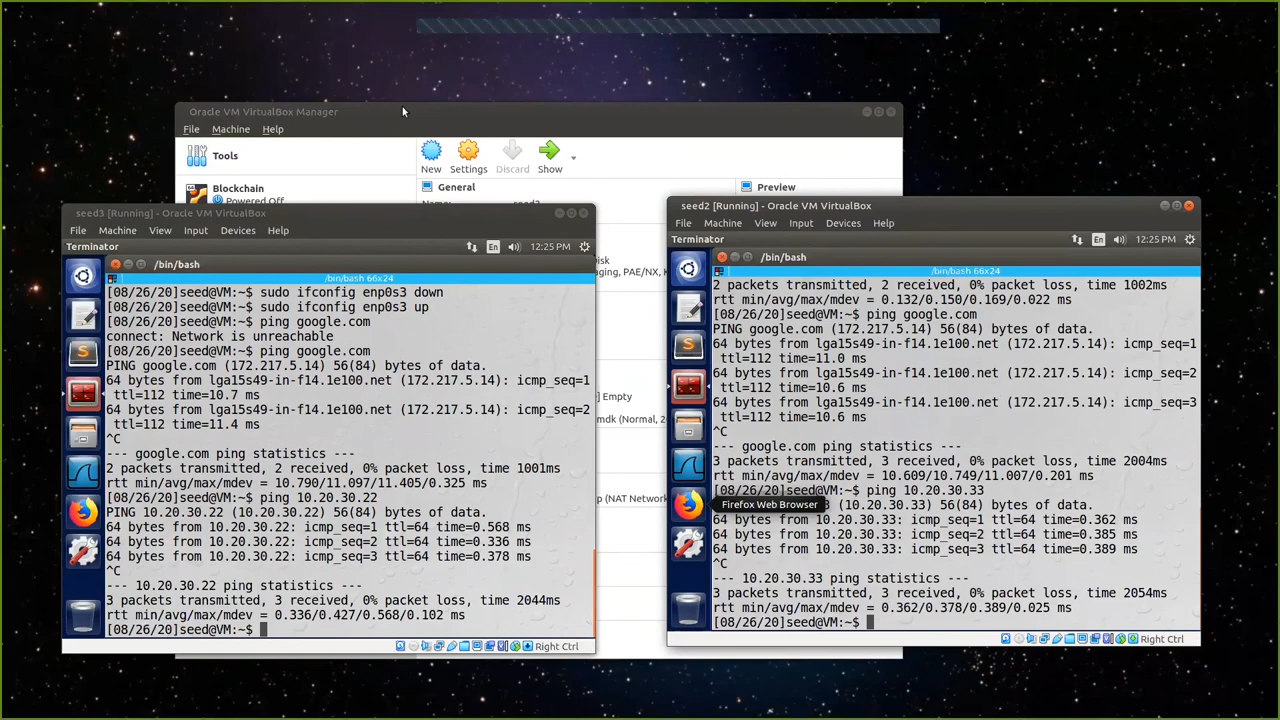 Oracle VM VirtualBox Manager
File Machine Help
Tools
New Settings Discard Show
Blockchain
Powered Off
General
Preview
seed3 [Running] - Oracle VM VirtualBox
File Machine View Input Devices Help
Terminator En 12:25 PM
/bin/bash
/bin/bash 66x24
[08/26/20]seed@VM:~$ sudo ifconfig enp0s3 down
[08/26/20]seed@VM:~$ sudo ifconfig enp0s3 up
[08/26/20]seed@VM:~$ ping google.com
connect: Network is unreachable
[08/26/20]seed@VM:~$ ping google.com
PING google.com (172.217.5.14) 56(84) bytes of data.
64 bytes from lga15s49-in-f14.1e100.net (172.217.5.14): icmp_seq=1
ttl=112 time=10.7 ms
64 bytes from lga15s49-in-f14.1e100.net (172.217.5.14): icmp_seq=2
ttl=112 time=11.4 ms
^C
--- google.com ping statistics ---
2 packets transmitted, 2 received, 0% packet loss, time 1001ms
rtt min/avg/max/mdev = 10.790/11.097/11.405/0.325 ms
[08/26/20]seed@VM:~$ ping 10.20.30.22
PING 10.20.30.22 (10.20.30.22) 56(84) bytes of data.
64 bytes from 10.20.30.22: icmp_seq=1 ttl=64 time=0.568 ms
64 bytes from 10.20.30.22: icmp_seq=2 ttl=64 time=0.336 ms
64 bytes from 10.20.30.22: icmp_seq=3 ttl=64 time=0.378 ms
^C
--- 10.20.30.22 ping statistics ---
3 packets transmitted, 3 received, 0% packet loss, time 2044ms
rtt min/avg/max/mdev = 0.336/0.427/0.568/0.102 ms
[08/26/20]seed@VM:~$
Right Ctrl
isk
aging, PAE/NX, K
] Empty
mdk (Normal, 20
p (NAT Network
seed2 [Running] - Oracle VM VirtualBox
File Machine View Input Devices Help
Terminator En 12:25 PM
/bin/bash
/bin/bash 66x24
2 packets transmitted, 2 received, 0% packet loss, time 1002ms
rtt min/avg/max/mdev = 0.132/0.150/0.169/0.022 ms
[08/26/20]seed@VM:~$ ping google.com
PING google.com (172.217.5.14) 56(84) bytes of data.
64 bytes from lga15s49-in-f14.1e100.net (172.217.5.14): icmp_seq=1
ttl=112 time=11.0 ms
64 bytes from lga15s49-in-f14.1e100.net (172.217.5.14): icmp_seq=2
ttl=112 time=10.6 ms
64 bytes from lga15s49-in-f14.1e100.net (172.217.5.14): icmp_seq=3
ttl=112 time=10.6 ms
^C
--- google.com ping statistics ---
3 packets transmitted, 3 received, 0% packet loss, time 2004ms
rtt min/avg/max/mdev = 10.609/10.749/11.007/0.201 ms
[08/26/20]seed@VM:~$ ping 10.20.30.33
Firefox Web Browser
3 (10.20.30.33) 56(84) bytes of data.
64 bytes from 10.20.30.33: icmp_seq=1 ttl=64 time=0.362 ms
64 bytes from 10.20.30.33: icmp_seq=2 ttl=64 time=0.385 ms
64 bytes from 10.20.30.33: icmp_seq=3 ttl=64 time=0.389 ms
^C
--- 10.20.30.33 ping statistics ---
3 packets transmitted, 3 received, 0% packet loss, time 2054ms
rtt min/avg/max/mdev = 0.362/0.378/0.389/0.025 ms
[08/26/20]seed@VM:~$
Right Ctrl